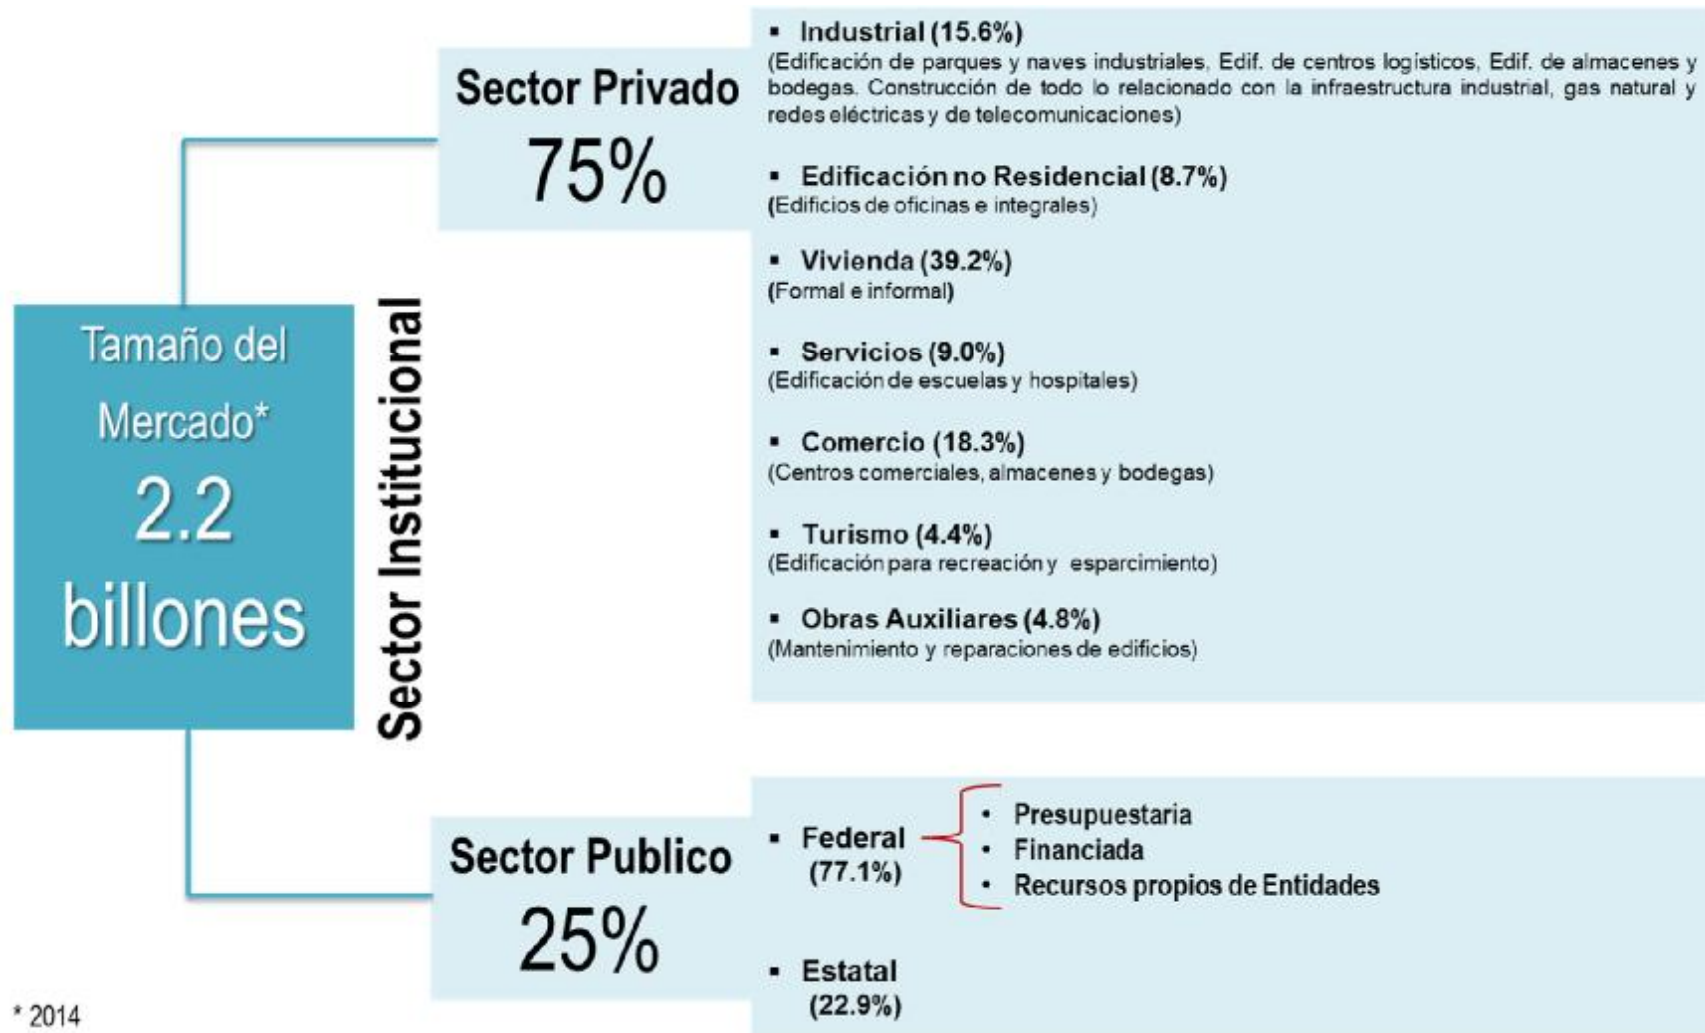 Tamaño del
Mercado*
2.2
billones
Sector Institucional
Sector Privado
75%
▪ Industrial (15.6%)
(Edificación de parques y naves industriales, Edif. de centros logísticos, Edif. de almacenes y
bodegas. Construcción de todo lo relacionado con la infraestructura industrial, gas natural y
redes eléctricas y de telecomunicaciones)
▪ Edificación no Residencial (8.7%)
(Edificios de oficinas e integrales)
▪ Vivienda (39.2%)
(Formal e informal)
▪ Servicios (9.0%)
(Edificación de escuelas y hospitales)
▪ Comercio (18.3%)
(Centros comerciales, almacenes y bodegas)
▪ Turismo (4.4%)
(Edificación para recreación y esparcimiento)
▪ Obras Auxiliares (4.8%)
(Mantenimiento y reparaciones de edificios)
Sector Publico
25%
▪ Federal
(77.1%)
• Presupuestaria
• Financiada
• Recursos propios de Entidades
▪ Estatal
(22.9%)
* 2014